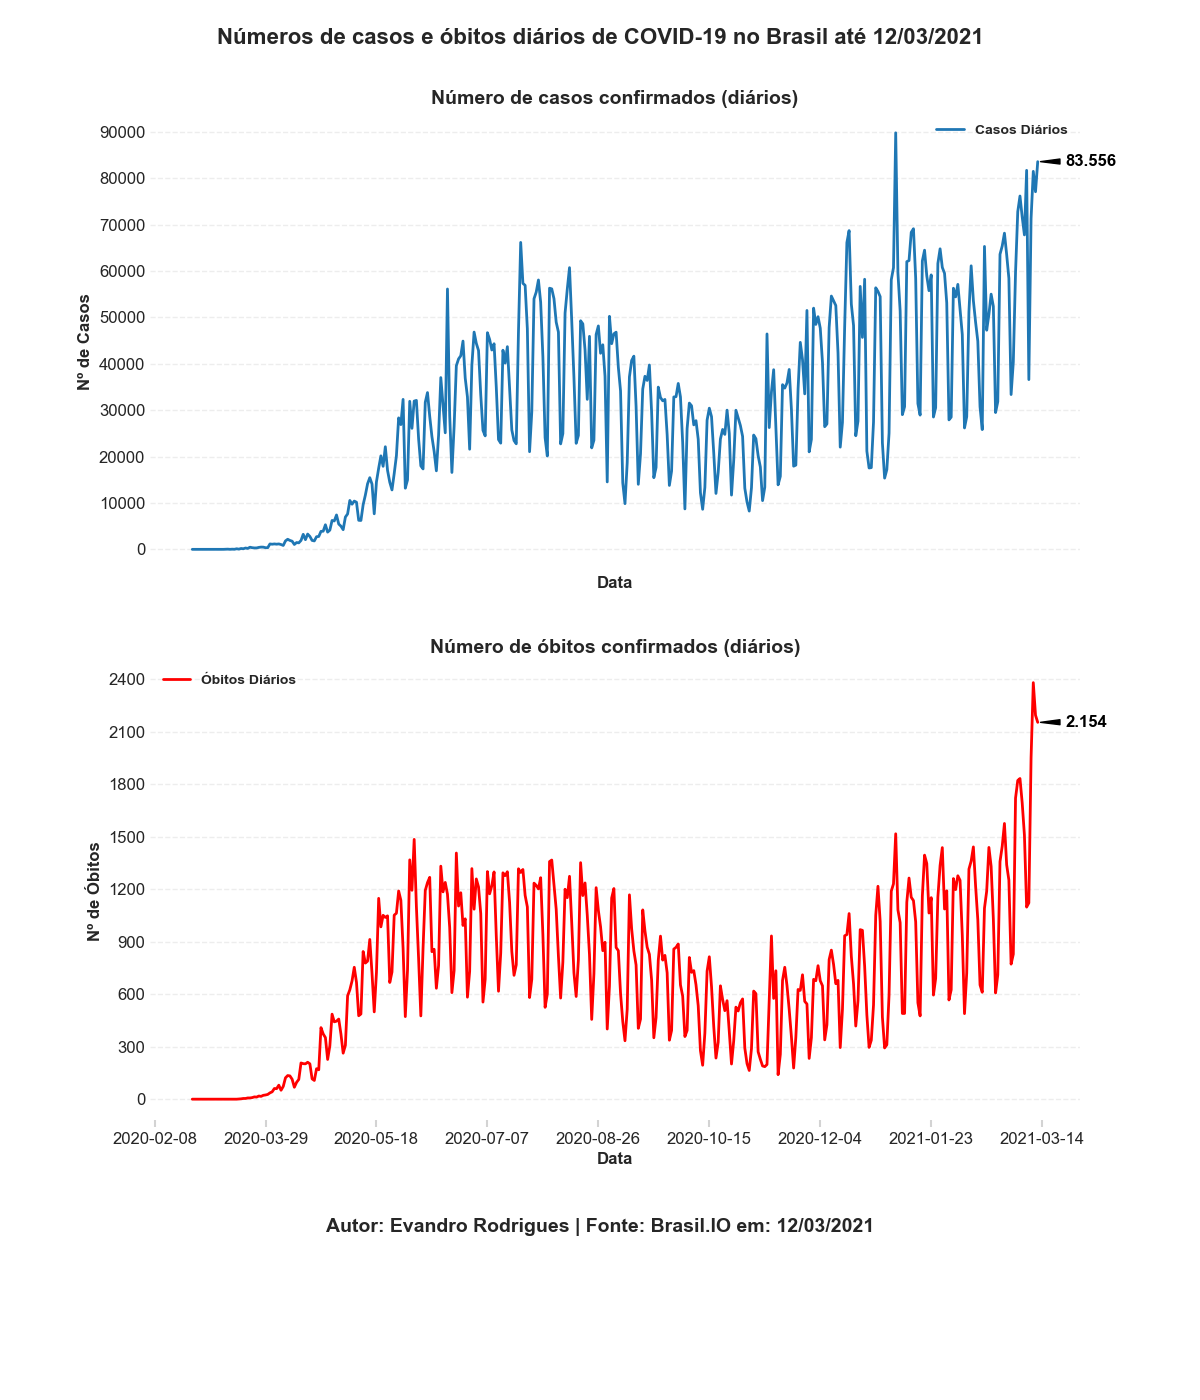 Números de casos e óbitos diários de COVID-19 no Brasil até 12/03/2021
Número de casos confirmados (diários)
Casos Diários
83.556
90000
80000
70000
60000
50000
40000
30000
20000
10000
0
Nº de Casos
Data
Número de óbitos confirmados (diários)
Óbitos Diários
2.154
2400
2100
1800
1500
1200
900
600
300
0
Nº de Óbitos
2020-02-08 2020-03-29 2020-05-18 2020-07-07 2020-08-26 2020-10-15 2020-12-04 2021-01-23 2021-03-14
Data
Autor: Evandro Rodrigues | Fonte: Brasil.IO em: 12/03/2021